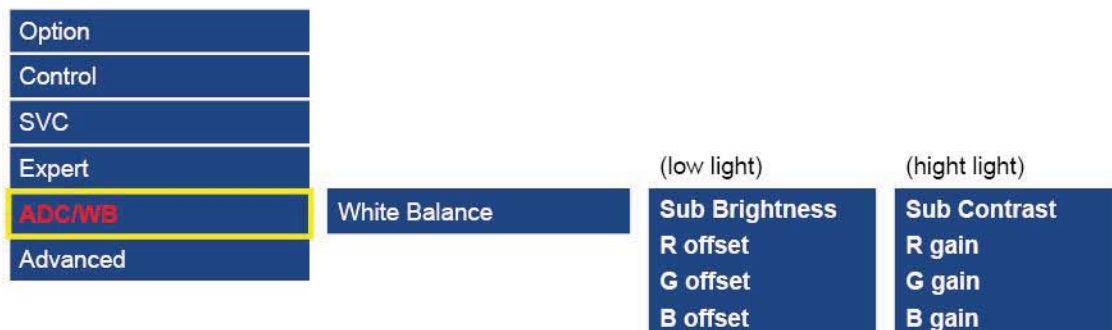 Option
Control
SVC
Expert
ADC/WB
Advanced
White Balance
(low light)
Sub Brightness
R offset
G offset
B offset
(hight light)
Sub Contrast
R gain
G gain
B gain